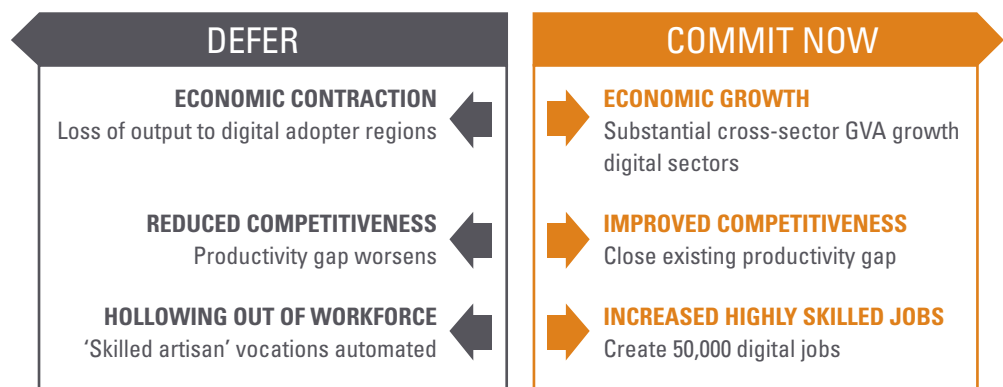 DEFER
ECONOMIC CONTRACTION
Loss of output to digital adopter regions
REDUCED COMPETITIVENESS
Productivity gap worsens
HOLLOWING OUT OF WORKFORCE
‘Skilled artisan’ vocations automated
COMMIT NOW
ECONOMIC GROWTH
Substantial cross-sector GVA growth
digital sectors
IMPROVED COMPETITIVENESS
Close existing productivity gap
INCREASED HIGHLY SKILLED JOBS
Create 50,000 digital jobs